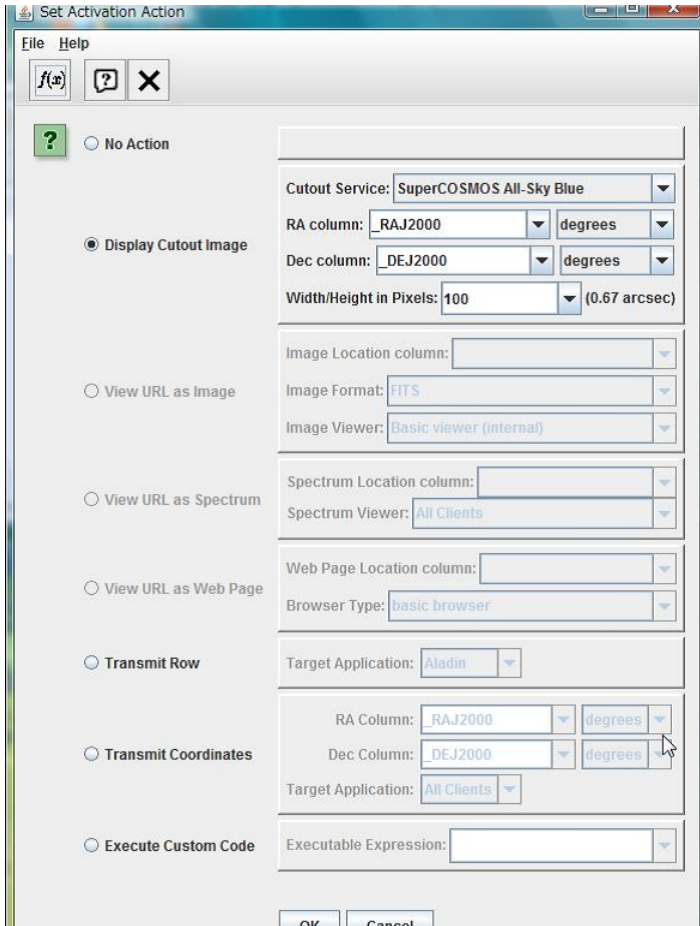 Set Activation Action
File Help
f(x) ?
? No Action
Cutout Service: SuperCOSMOS All-Sky Blue
RA column: _RAJ2000 degrees
Display Cutout Image
Dec column: _DEJ2000 degrees
Width/Height in Pixels: 100 (0.67 arcsec)
Image Location column:
View URL as Image
Image Format: FITS
Image Viewer: Basic viewer (internal)
Spectrum Location column:
View URL as Spectrum
Spectrum Viewer: All Clients
Web Page Location column:
View URL as Web Page
Browser Type: basic browser
Transmit Row Target Application: Aladin
RA Column: _RAJ2000 degrees
Transmit Coordinates Dec Column: _DEJ2000 degrees
Target Application: All Clients
Execute Custom Code Executable Expression:
OK Cancel